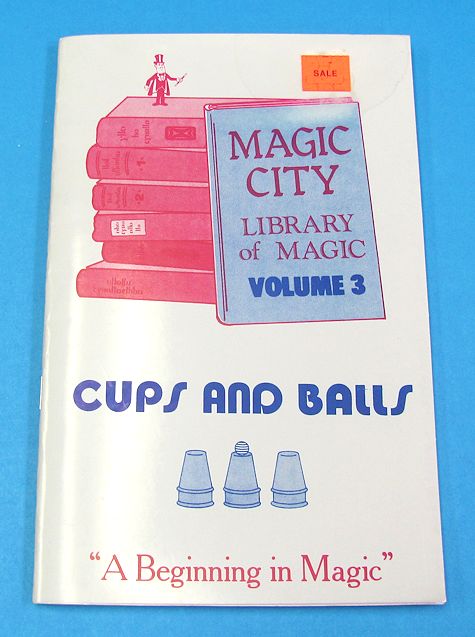 SALE
MAGIC
CITY
LIBRARY
of MAGIC
VOLUME 3
CUPS AND BALLS
“A Beginning in Magic”